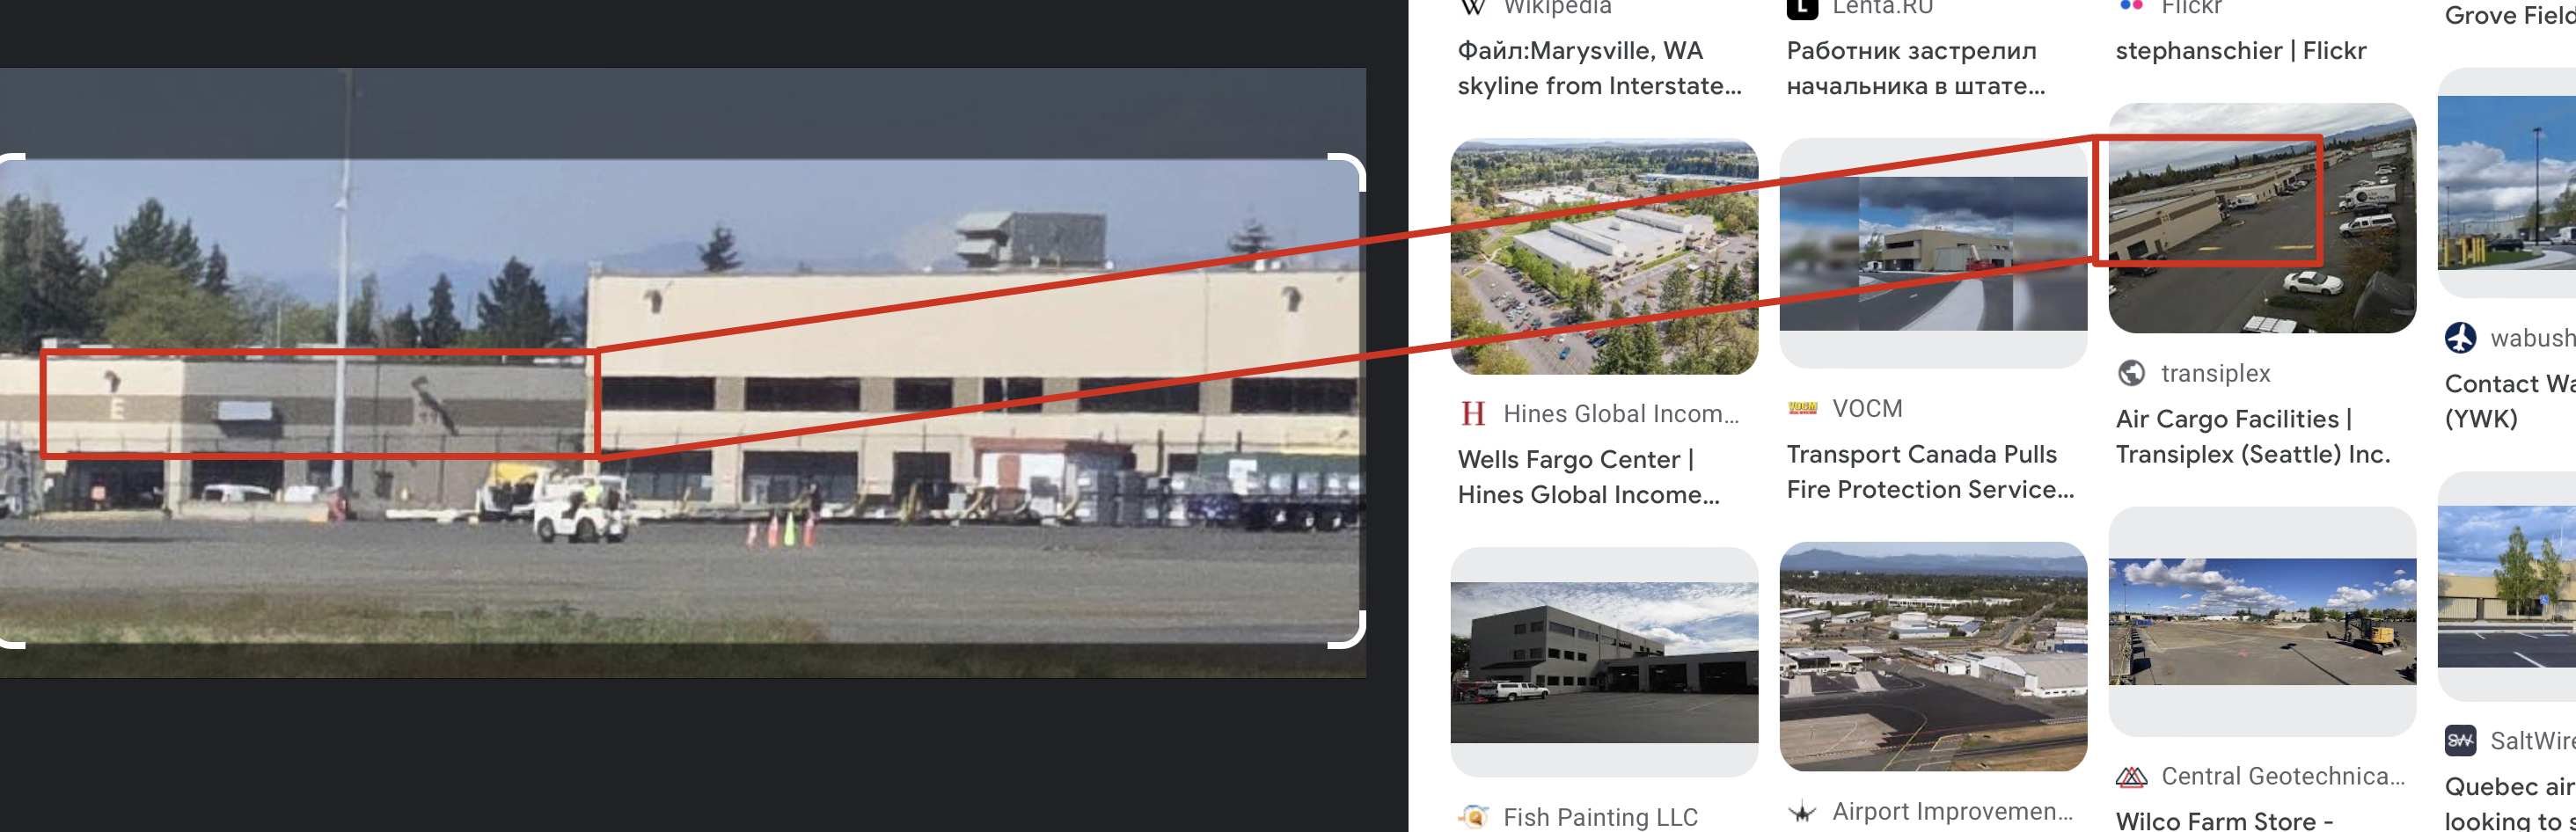 E
W Wikipedia
Файл:Marysville, WA
skyline from Interstate...
L Lenta.RU
Работник застрелил
начальника в штате...
Flickr
stephanschier | Flickr
Grove Field
H Hines Global Incom...
Wells Fargo Center |
Hines Global Income...
VOCM VOCM
Transport Canada Pulls
Fire Protection Service...
transiplex
Air Cargo Facilities |
Transiplex (Seattle) Inc.
wabush
Contact Wa
(YWK)
Fish Painting LLC
Airport Improvemen...
Central Geotechnica...
Wilco Farm Store -
SW SaltWire
Quebec air
looking to s